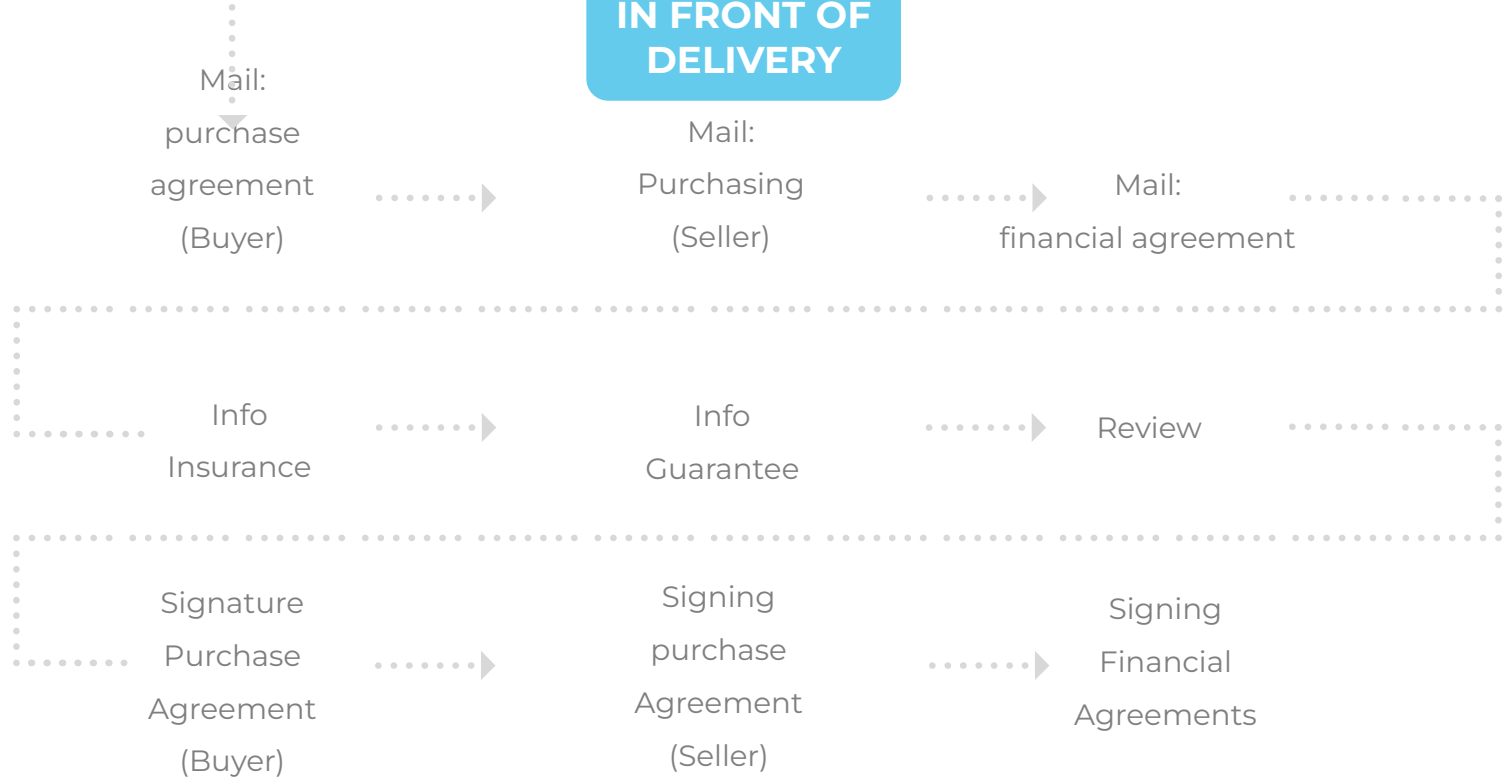 IN FRONT OF
DELIVERY
Mail:
purchase
agreement
(Buyer)
Mail:
Purchasing
(Seller)
Mail:
financial agreement
Info
Insurance
Info
Guarantee
Review
Signature
Purchase
Agreement
(Buyer)
Signing
purchase
Agreement
(Seller)
Signing
Financial
Agreements